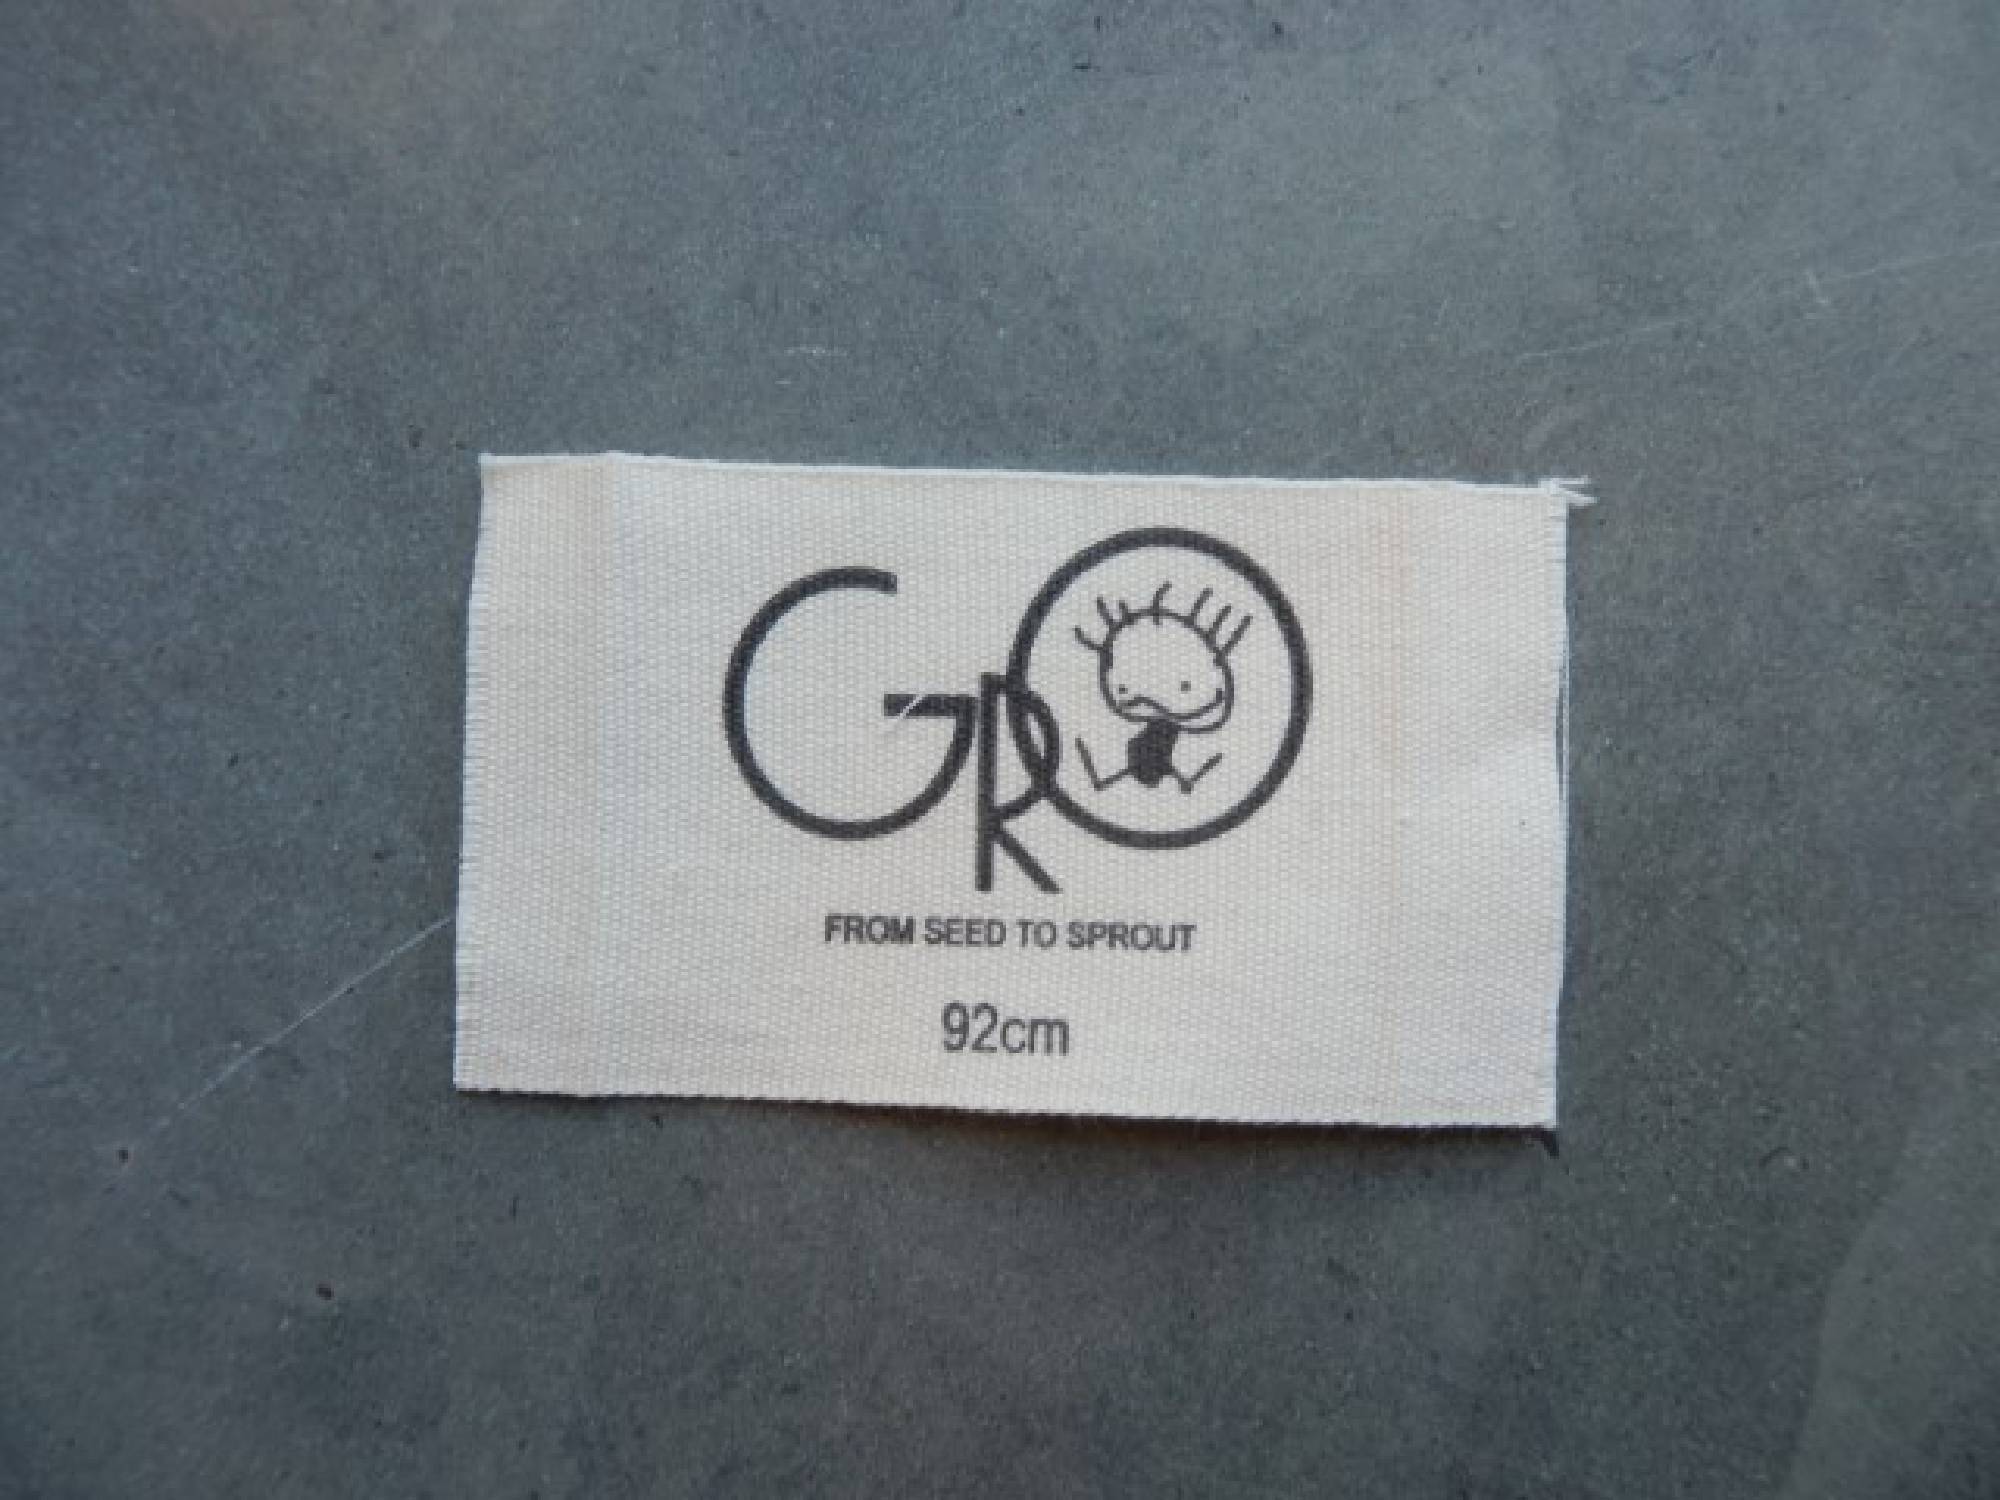 GRO
FROM SEED TO SPROUT
92cm